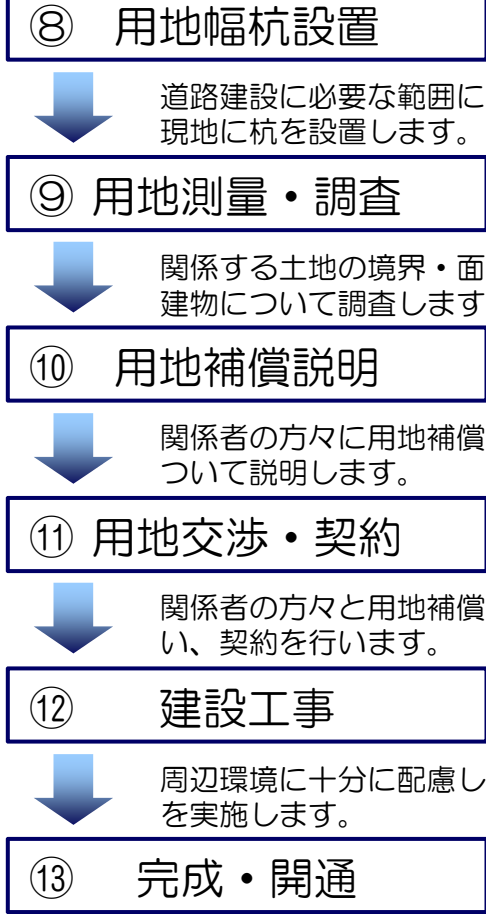 ⑧ 用地幅杭設置
道路建設に必要な範囲に
現地に杭を設置します。
⑨ 用地測量・調査
関係する土地の境界・面
建物について調査します
⑩ 用地補償説明
関係者の方々に用地補償
ついて説明します。
⑪ 用地交渉・契約
関係者の方々と用地補償
い、契約を行います。
⑫ 建設工事
周辺環境に十分に配慮し
を実施します。
⑬ 完成・開通